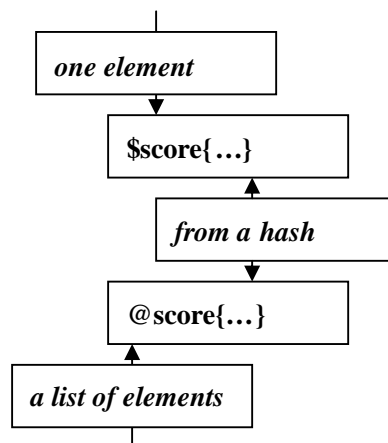 one element
$score{…}
from a hash
@score{…}
a list of elements